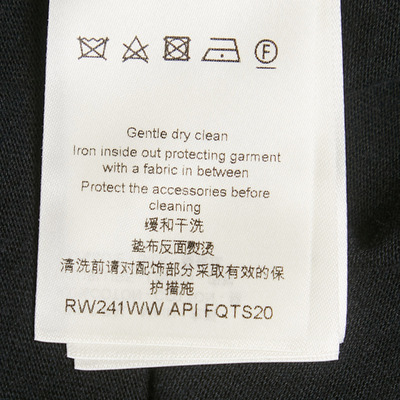 F
Gentle dry clean
Iron inside out protecting garment
with a fabric in between
Protect the accessories before
cleaning
缓和干洗
垫布反面熨烫
清洗前请对配饰部分采取有效的保
护措施
RW241WW API FQTS20